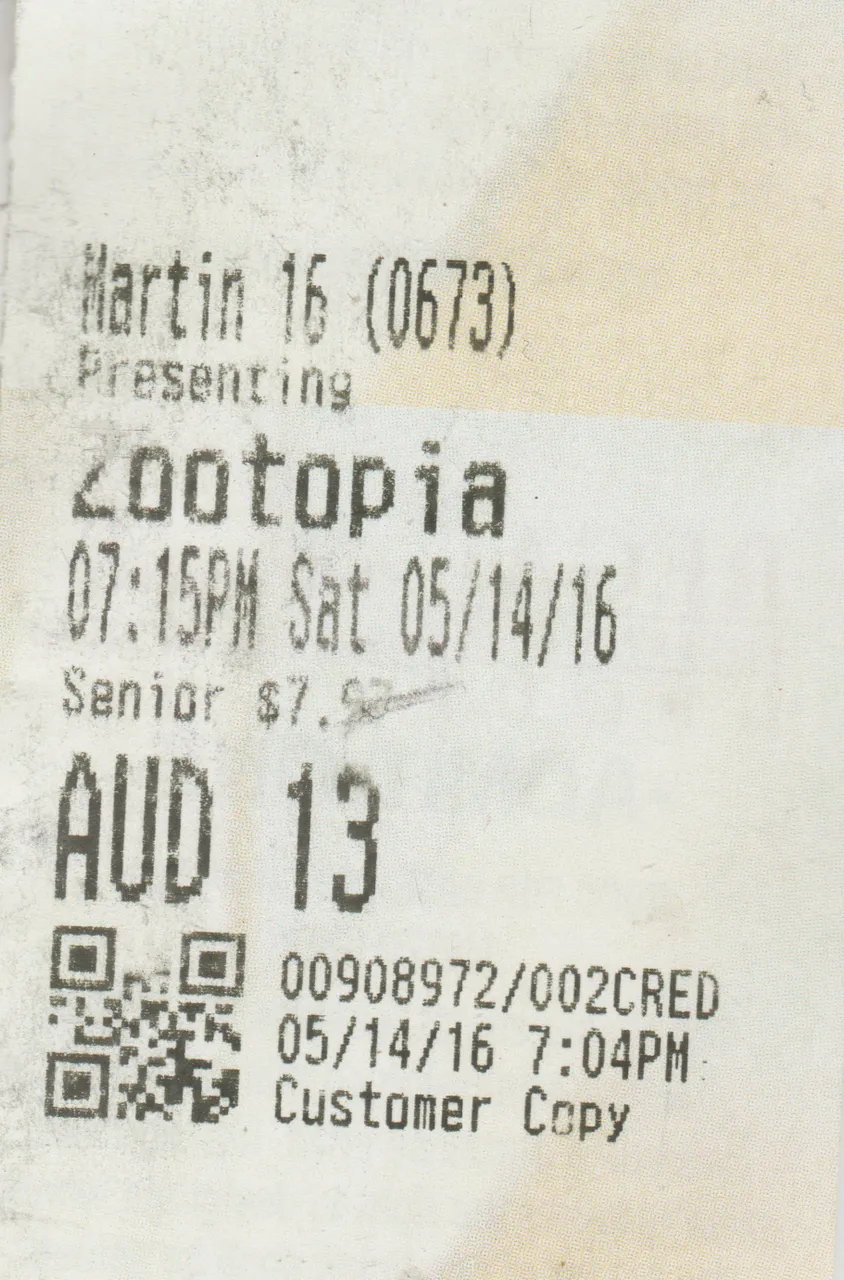 Martin 16 (0673)
Presenting
Zootopia
07:15PM Sat 05/14/16
Senior
AUD 13
00908972/002CRED
05/14/16 7:04PM
Customer Copy